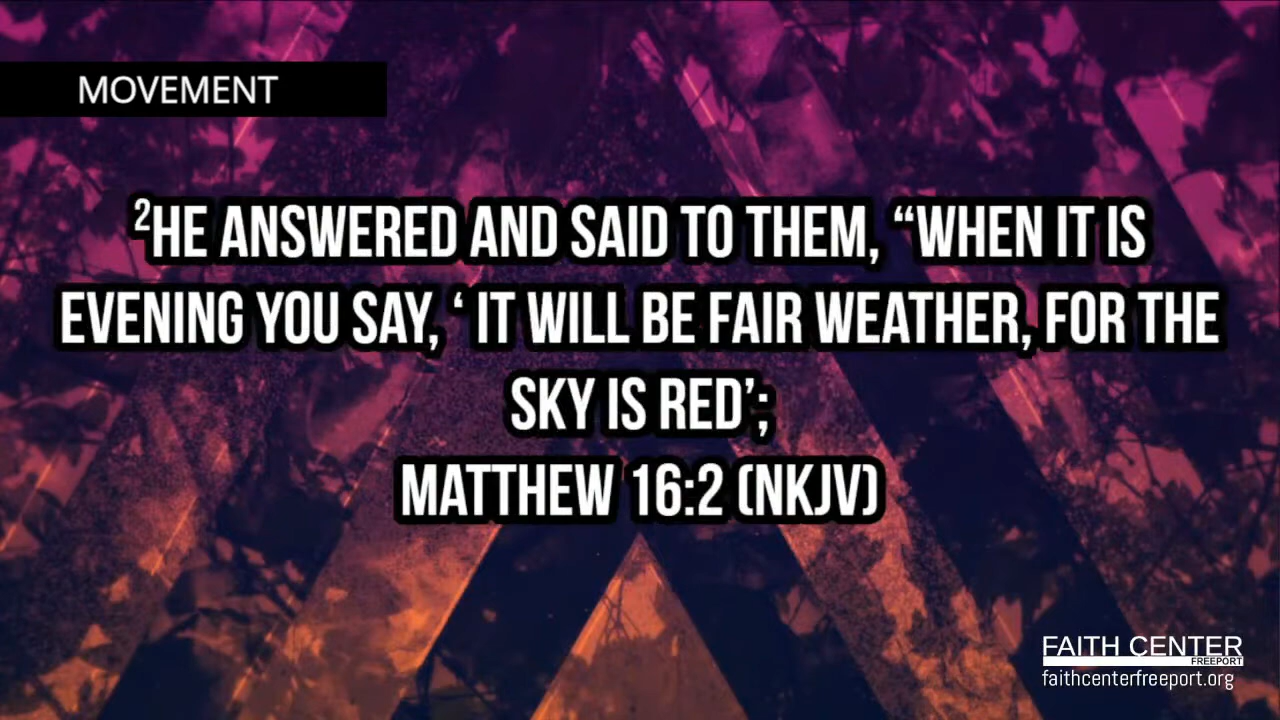 MOVEMENT
²HE ANSWERED AND SAID TO THEM, “WHEN IT IS
EVENING YOU SAY, ‘ IT WILL BE FAIR WEATHER, FOR THE
SKY IS RED’;
MATTHEW 16:2 (NKJV)
FAITH CENTER
FREEPORT
faithcenterfreeport.org